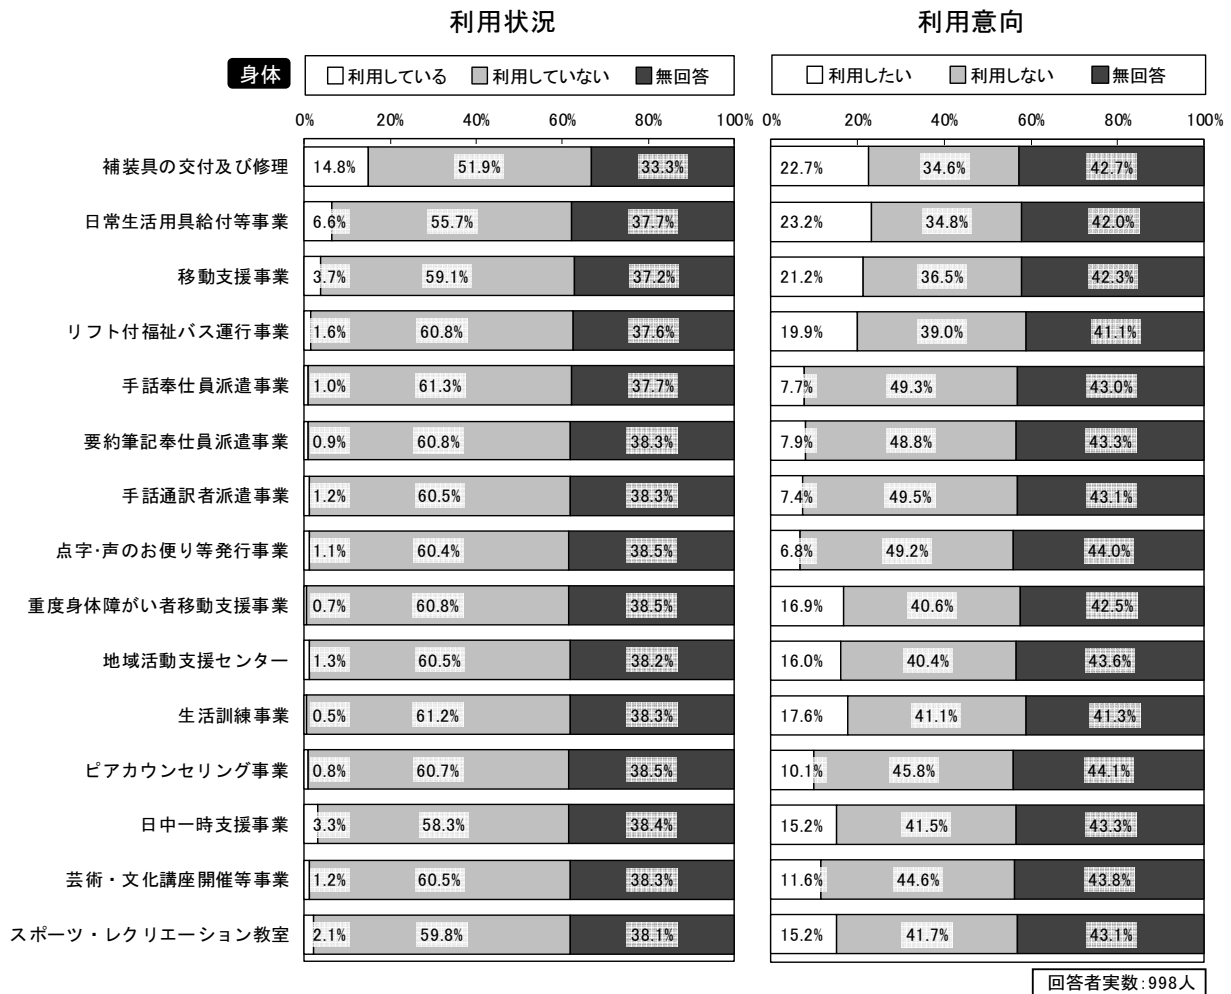 利用状況 利用意向
身体 利用している 利用していない 無回答 利用したい 利用しない 無回答
0% 20% 40% 60% 80% 100% 0% 20% 40% 60% 80% 100%
補装具の交付及び修理 14.8% 51.9% 33.3% 22.7% 34.6% 42.7%
日常生活用具給付等事業 6.6% 55.7% 37.7% 23.2% 34.8% 42.0%
移動支援事業 3.7% 59.1% 37.2% 21.2% 36.5% 42.3%
リフト付福祉バス運行事業 1.6% 60.8% 37.6% 19.9% 39.0% 41.1%
手話奉仕員派遣事業 1.0% 61.3% 37.7% 7.7% 49.3% 43.0%
要約筆記奉仕員派遣事業 0.9% 60.8% 38.3% 7.9% 48.8% 43.3%
手話通訳者派遣事業 1.2% 60.5% 38.3% 7.4% 49.5% 43.1%
点字・声のお便り等発行事業 1.1% 60.4% 38.5% 6.8% 49.2% 44.0%
重度身体障がい者移動支援事業 0.7% 60.8% 38.5% 16.9% 40.6% 42.5%
地域活動支援センター 1.3% 60.5% 38.2% 16.0% 40.4% 43.6%
生活訓練事業 0.5% 61.2% 38.3% 17.6% 41.1% 41.3%
ピアカウンセリング事業 0.8% 60.7% 38.5% 10.1% 45.8% 44.1%
日中一時支援事業 3.3% 58.3% 38.4% 15.2% 41.5% 43.3%
芸術・文化講座開催等事業 1.2% 60.5% 38.3% 11.6% 44.6% 43.8%
スポーツ・レクリエーション教室 2.1% 59.8% 38.1% 15.2% 41.7% 43.1%
回答者実数：998人